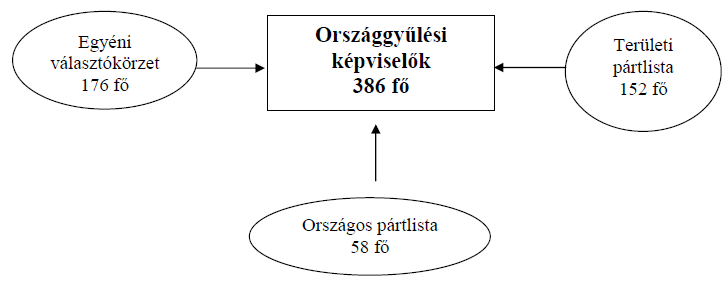 Egyéni
választókörzet
176 fő
Országgyűlési
képviselők
386 fő
Területi
pártlista
152 fő
Országos pártlista
58 fő